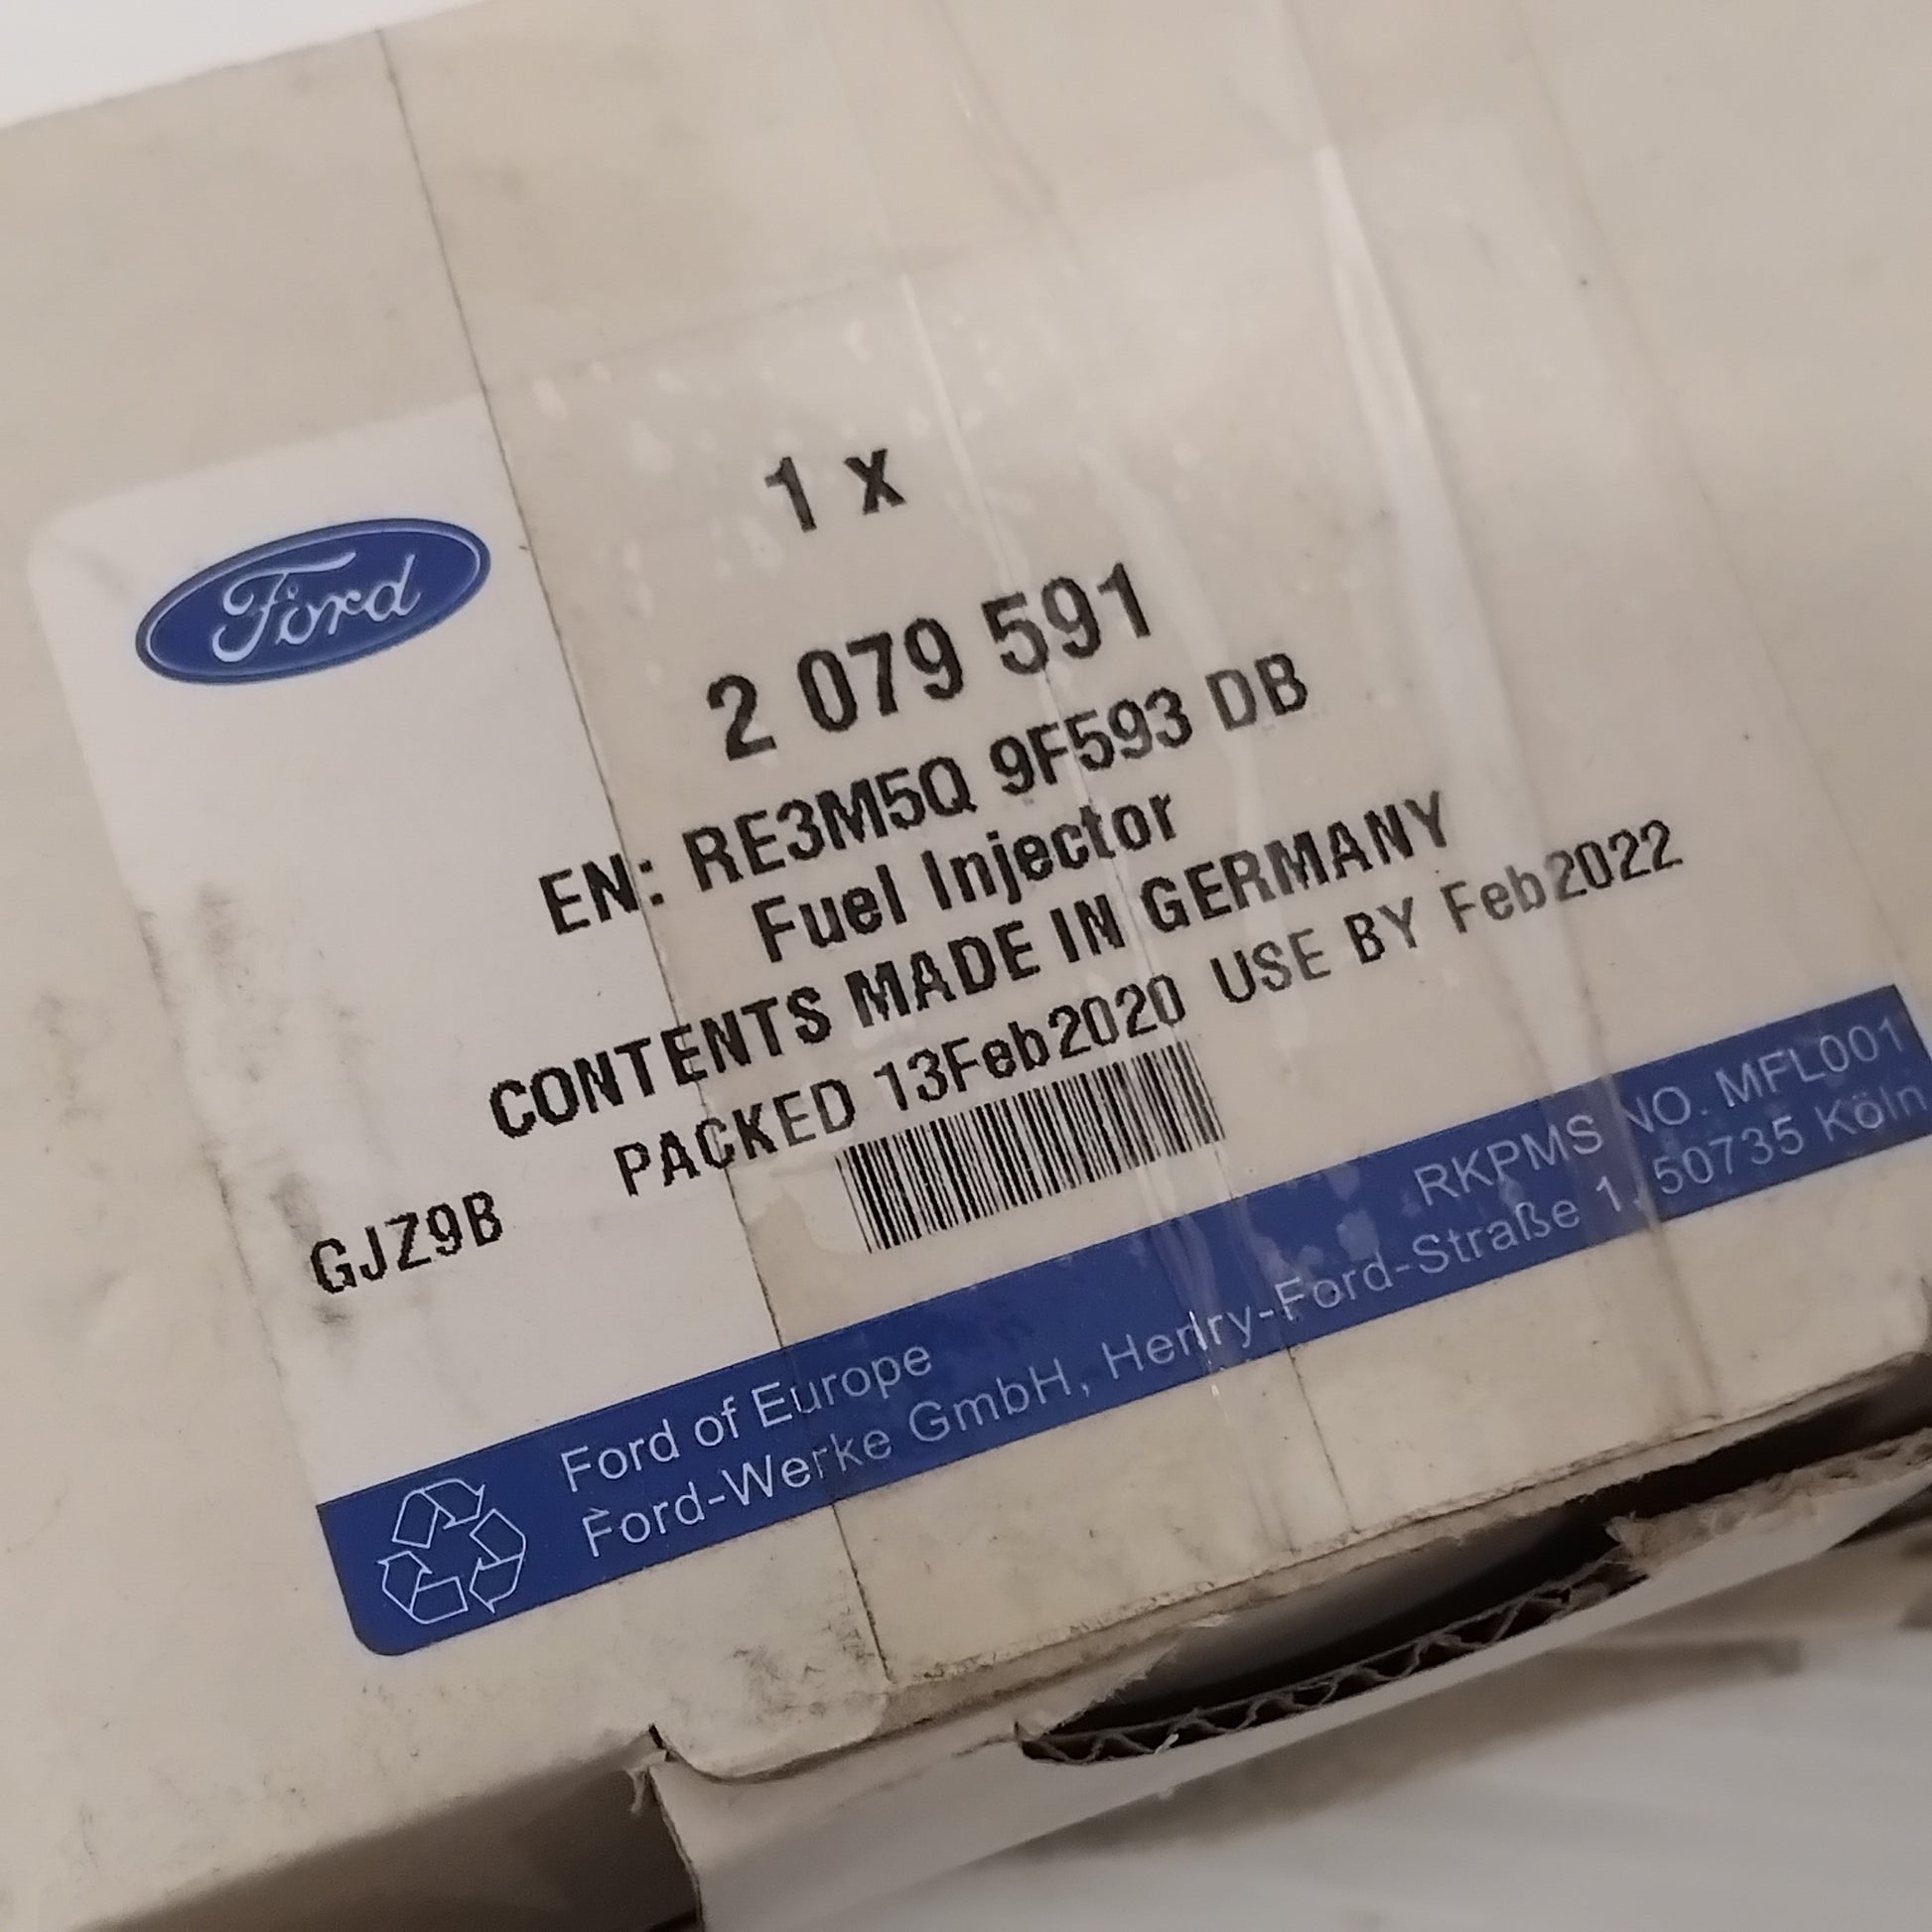 Ford
1 x
2 079 591
EN: RE3M5Q 9F593 DB
Fuel Injector
CONTENTS MADE IN GERMANY
PACKED 13Feb2020 USE BY Feb2022
GJZ9B
RKPMS NO. MFL001
Ford of Europe
Ford-Werke GmbH, Henry-Ford-Straße 1, 50735 Köln